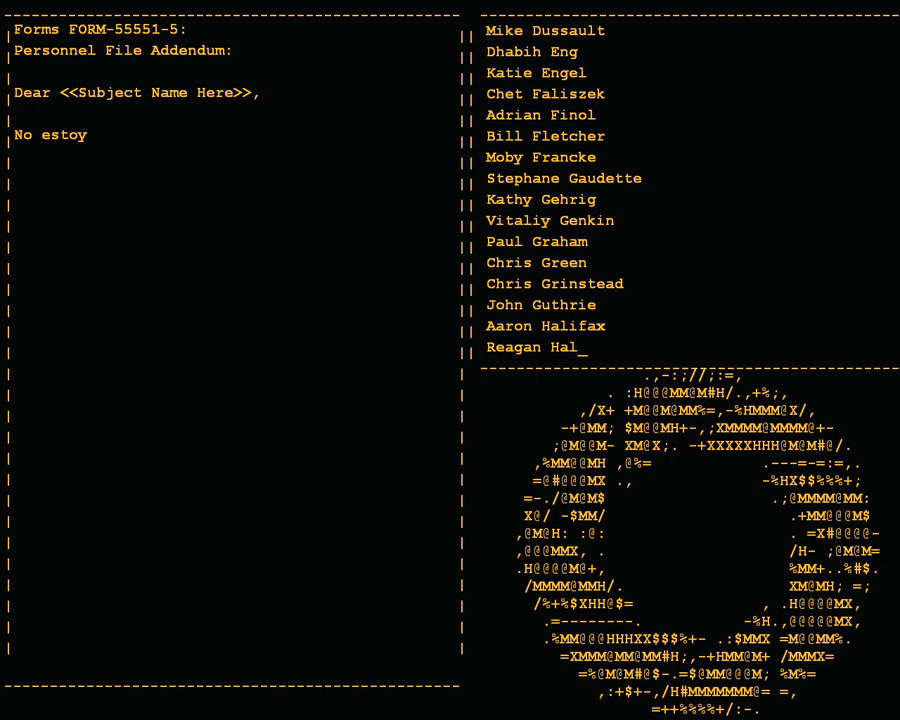 Forms FORM-55551-5:
Personnel File Addendum:
Dear <<Subject Name Here>>,
No estoy
Mike Dussault
Dhabih Eng
Katie Engel
Chet Faliszek
Adrian Finol
Bill Fletcher
Moby Francke
Stephane Gaudette
Kathy Gehrig
Vitaliy Genkin
Paul Graham
Chris Green
Chris Grinstead
John Guthrie
Aaron Halifax
Reagan Hal_